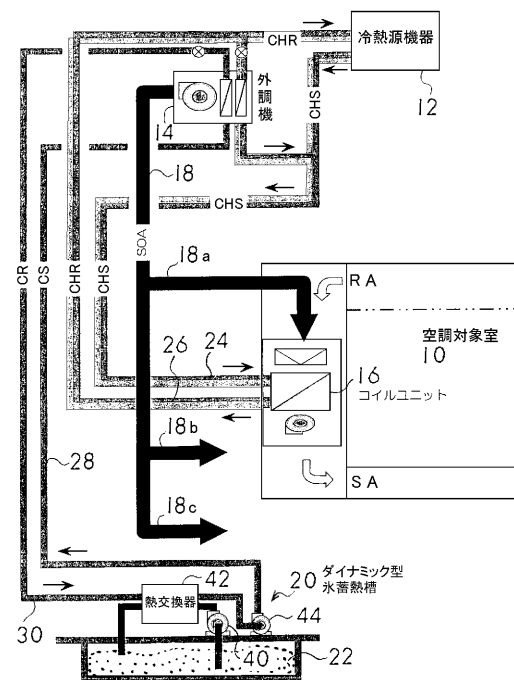 CHR
冷熱源機器
12
外調機
14
CHS
18
CHS
SOA
CR
CS
CHR
CHS
18a
RA
空調対象室
10
24
26
16
コイルユニット
18b
28
SA
18c
42
20
ダイナミック型
氷蓄熱槽
熱交換器
44
30
40
22